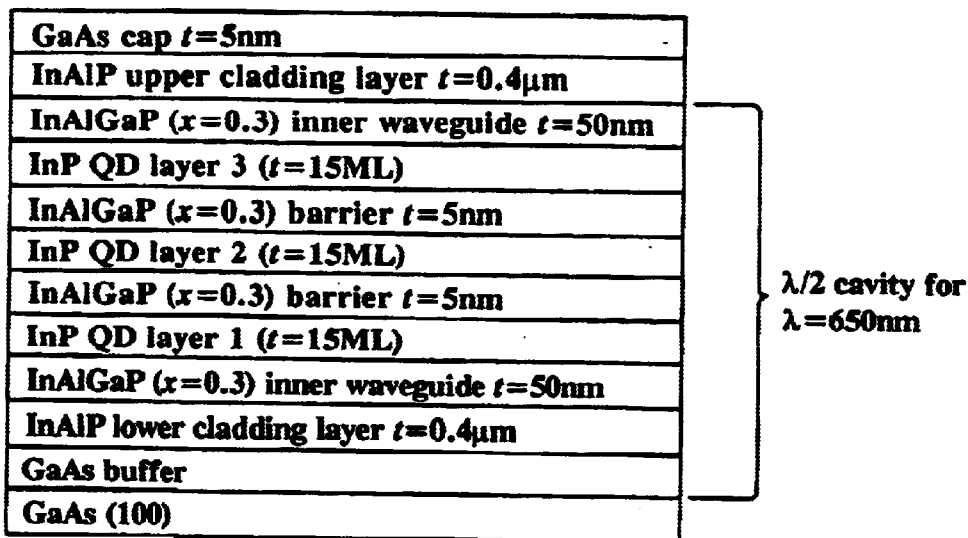 GaAs cap t=5nm
InAlP upper cladding layer t=0.4μm
InAlGaP (x=0.3) inner waveguide t=50nm
InP QD layer 3 (t=15ML)
InAlGaP (x=0.3) barrier t=5nm
InP QD layer 2 (t=15ML)
InAlGaP (x=0.3) barrier t=5nm
InP QD layer 1 (t=15ML)
InAlGaP (x=0.3) inner waveguide t=50nm
InAlP lower cladding layer t=0.4μm
GaAs buffer
GaAs (100)
λ/2 cavity for
λ=650nm